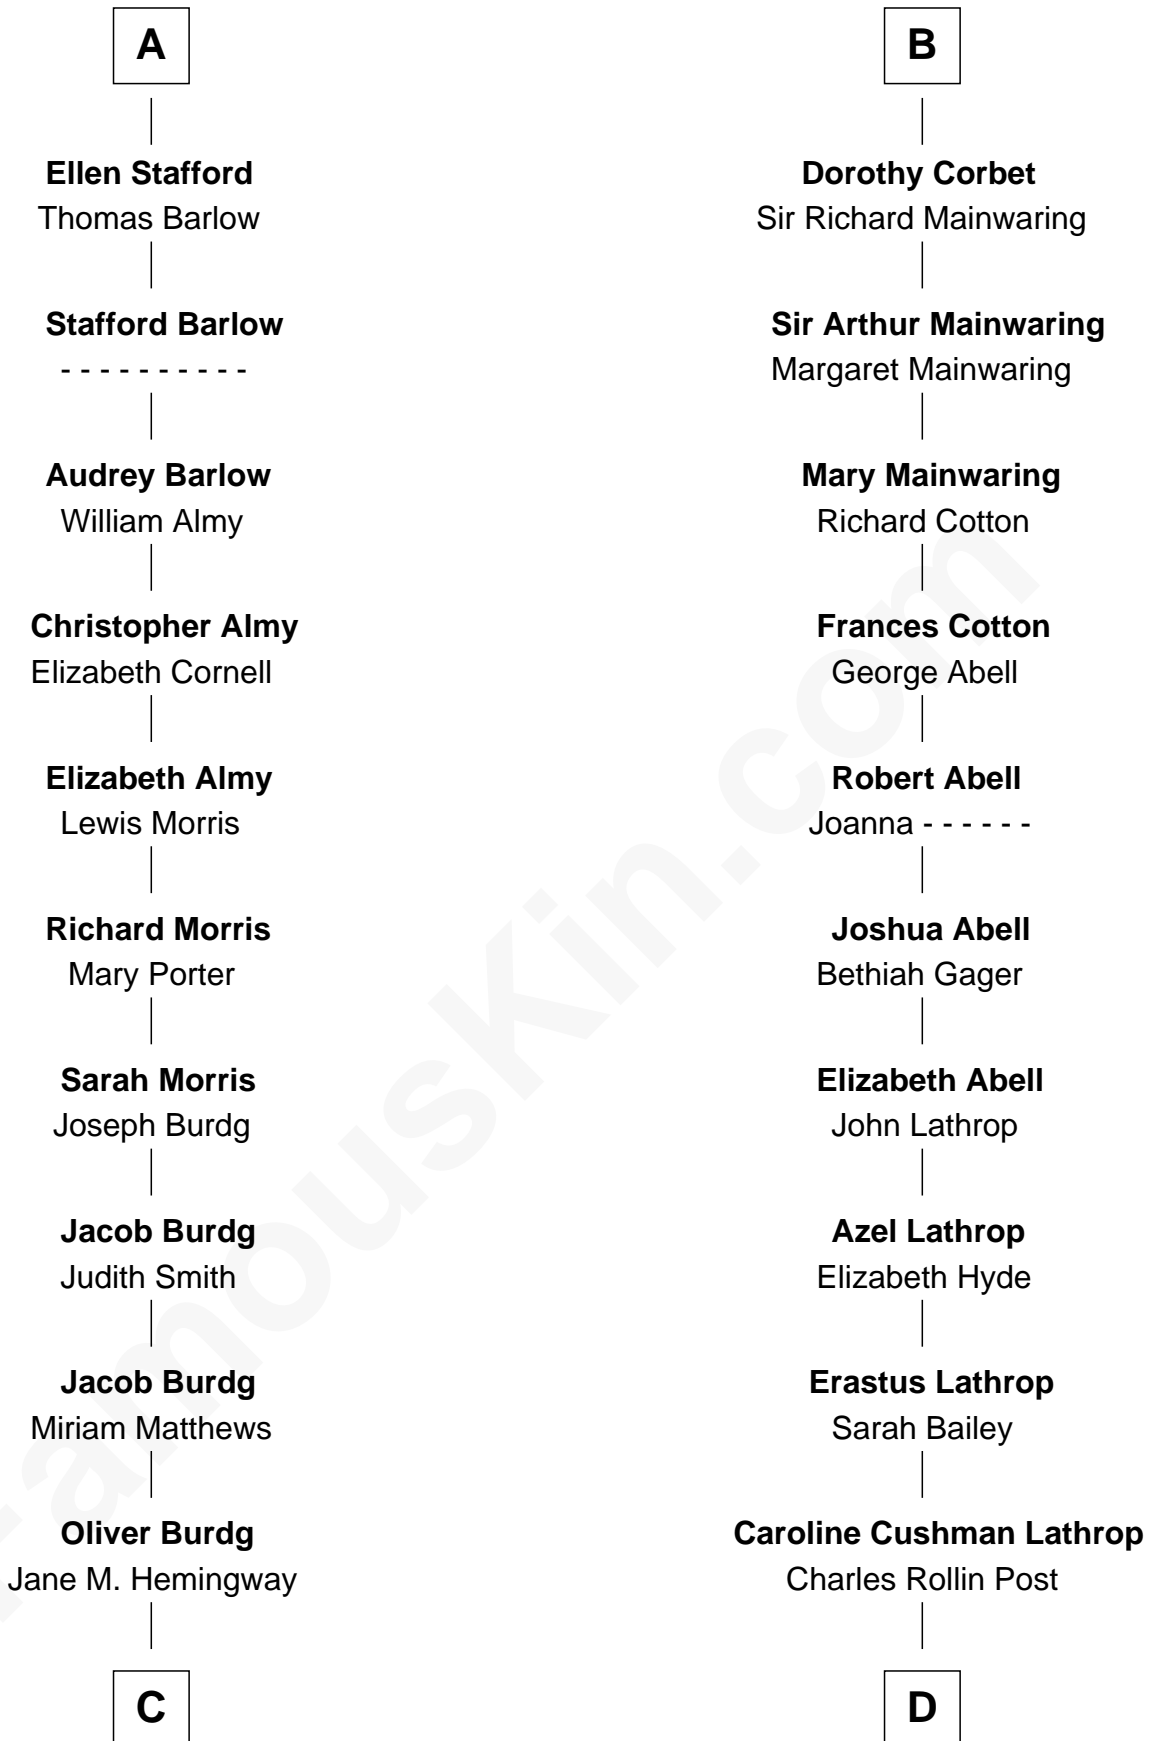 A
Ellen Stafford
Thomas Barlow
Stafford Barlow
- - - - - - - - - -
Audrey Barlow
William Almy
Christopher Almy
Elizabeth Cornell
Elizabeth Almy
Lewis Morris
Richard Morris
Mary Porter
Sarah Morris
Joseph Burdg
Jacob Burdg
Judith Smith
Jacob Burdg
Miriam Matthews
Oliver Burdg
Jane M. Hemingway
C
B
Dorothy Corbet
Sir Richard Mainwaring
Sir Arthur Mainwaring
Margaret Mainwaring
Mary Mainwaring
Richard Cotton
Frances Cotton
George Abell
Robert Abell
Joanna - - - - - -
Joshua Abell
Bethiah Gager
Elizabeth Abell
John Lathrop
Azel Lathrop
Elizabeth Hyde
Erastus Lathrop
Sarah Bailey
Caroline Cushman Lathrop
Charles Rollin Post
D
FamousKin.com